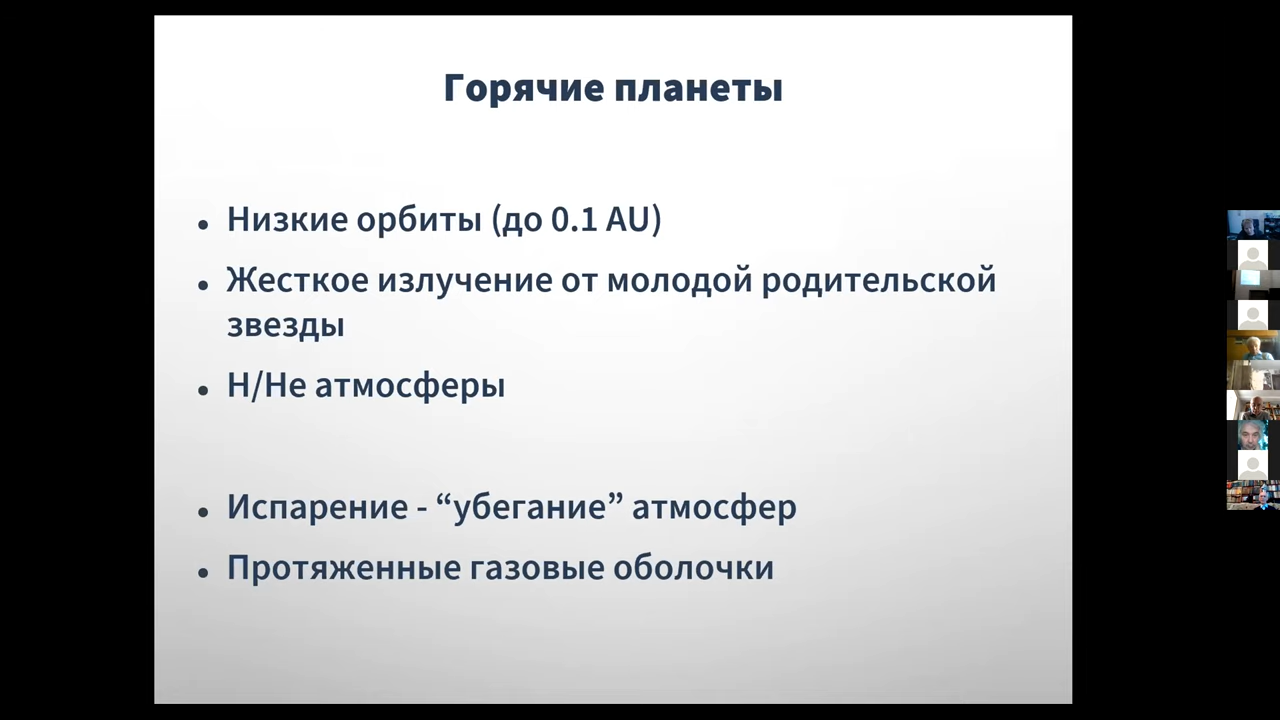 Горячие планеты
• Низкие орбиты (до 0.1 AU)
• Жесткое излучение от молодой родительской
звезды
• H/He атмосферы
• Испарение - “убегание” атмосфер
• Протяженные газовые оболочки